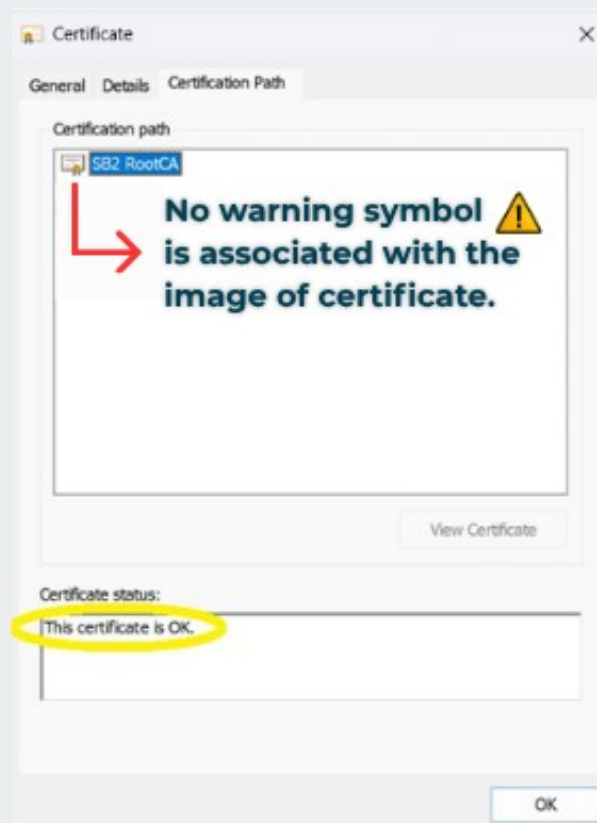 Certificate
General Details Certification Path
Certification path
SB2 RootCA
No warning symbol ⚠
is associated with the
image of certificate.
View Certificate
Certificate status:
This certificate is OK.
OK